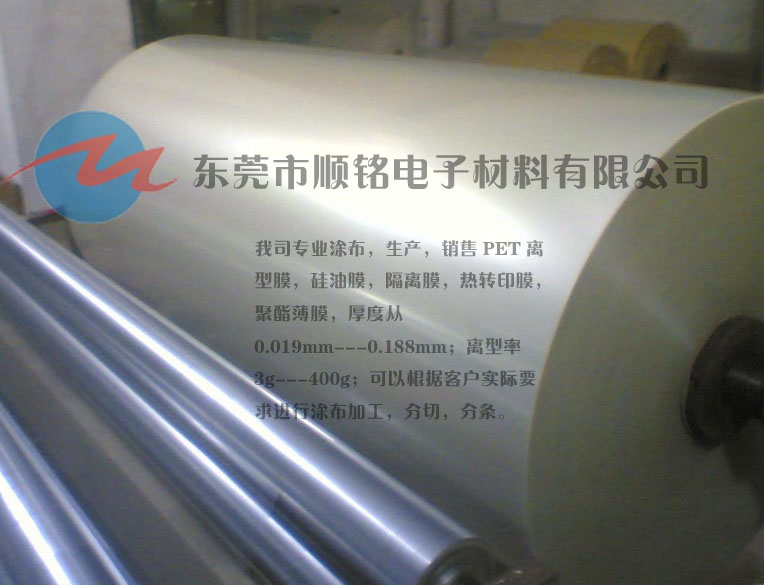 东莞市顺铭电子材料有限公司
我司专业涂布，生产，销售 PET 离
型膜，硅油膜，隔离膜，热转印膜，
聚酯薄膜，厚度从
0.019mm---0.188mm；离型率
3g---400g；可以根据客户实际要
求进行涂布加工，分切，分条。